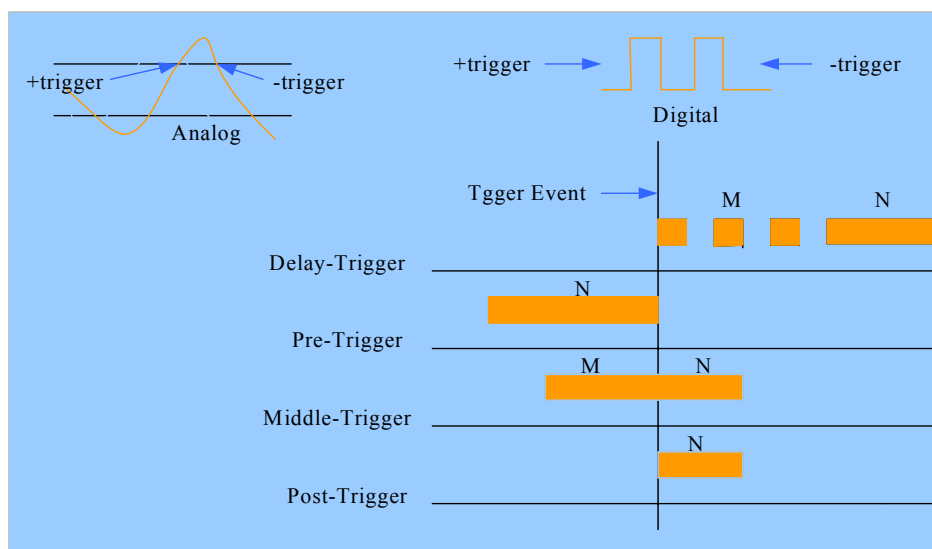 +trigger
-trigger
Analog
+trigger
-trigger
Digital
Tgger Event
M
N
Delay-Trigger
N
Pre-Trigger
M
N
Middle-Trigger
N
Post-Trigger